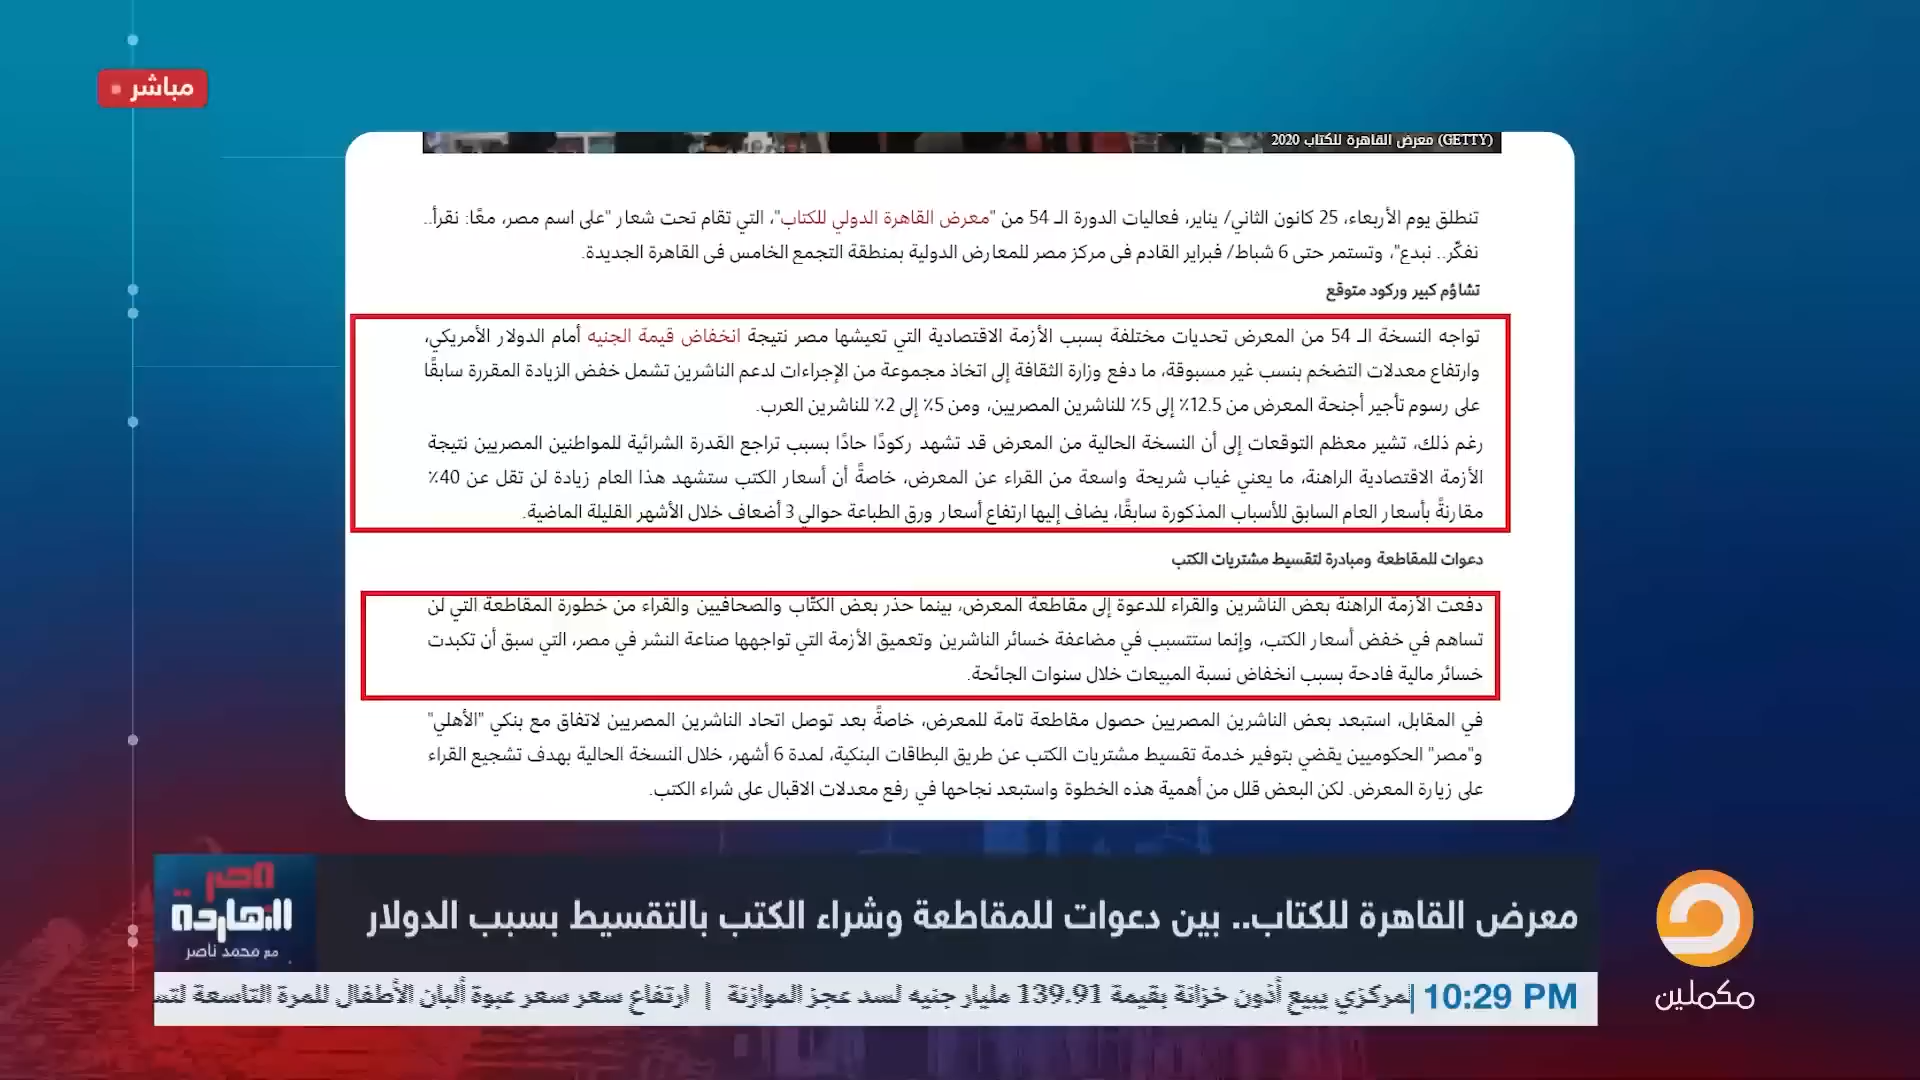 مباشر
(GETTY) معرض القاهرة للكتاب 2020
تنطلق يوم الأربعاء، 25 كانون الثاني/ يناير، فعاليات الدورة الـ 54 من "معرض القاهرة الدولي للكتاب"، التي تقام تحت شعار "على اسم مصر، معًا: نقرأ..
نفكّر.. نبدع"، وتستمر حتى 6 شباط/ فبراير القادم في مركز مصر للمعارض الدولية بمنطقة التجمع الخامس في القاهرة الجديدة.
تشاؤم كبير وركود متوقع
تواجه النسخة الـ 54 من المعرض تحديات مختلفة بسبب الأزمة الاقتصادية التي تعيشها مصر نتيجة انخفاض قيمة الجنيه أمام الدولار الأمريكي،
وارتفاع معدلات التضخم بنسب غير مسبوقة، ما دفع وزارة الثقافة إلى اتخاذ مجموعة من الإجراءات لدعم الناشرين تشمل خفض الزيادة المقررة سابقًا
على رسوم تأجير أجنحة المعرض من 12.5٪ إلى 5٪ للناشرين المصريين، ومن 5٪ إلى 2٪ للناشرين العرب.
رغم ذلك، تشير معظم التوقعات إلى أن النسخة الحالية من المعرض قد تشهد ركودًا حادًا بسبب تراجع القدرة الشرائية للمواطنين المصريين نتيجة
الأزمة الاقتصادية الراهنة، ما يعني غياب شريحة واسعة من القراء عن المعرض، خاصةً أن أسعار الكتب ستشهد هذا العام زيادة لن تقل عن 40٪
مقارنةً بأسعار العام السابق للأسباب المذكورة سابقًا، يضاف إليها ارتفاع أسعار ورق الطباعة حوالي 3 أضعاف خلال الأشهر القليلة الماضية.
دعوات للمقاطعة ومبادرة لتقسيط مشتريات الكتب
دفعت الأزمة الراهنة بعض الناشرين والقراء للدعوة إلى مقاطعة المعرض، بينما حذر بعض الكتّاب والصحافيين والقراء من خطورة المقاطعة التي لن
تساهم في خفض أسعار الكتب، وإنما ستتسبب في مضاعفة خسائر الناشرين وتعميق الأزمة التي تواجهها صناعة النشر في مصر، التي سبق أن تكبدت
خسائر مالية فادحة بسبب انخفاض نسبة المبيعات خلال سنوات الجائحة.
في المقابل، استبعد بعض الناشرين المصريين حصول مقاطعة تامة للمعرض، خاصةً بعد توصل اتحاد الناشرين المصريين لاتفاق مع بنكي "الأهلي"
و"مصر" الحكوميين يقضي بتوفير خدمة تقسيط مشتريات الكتب عن طريق البطاقات البنكية، لمدة 6 أشهر، خلال النسخة الحالية بهدف تشجيع القراء
على زيارة المعرض. لكن البعض قلل من أهمية هذه الخطوة واستبعد نجاحها في رفع معدلات الاقبال على شراء الكتب.
معرض القاهرة للكتاب.. بين دعوات للمقاطعة وشراء الكتب بالتقسيط بسبب الدولار
مصر
النهاردة
مع محمد ناصر
10:29 PM
لمركزي يبيع أذون خزانة بقيمة 139.91 مليار جنيه لسد عجز الموازنة | ارتفاع سعر سعر عبوة ألبان الأطفال للمرة التاسعة
مكملين